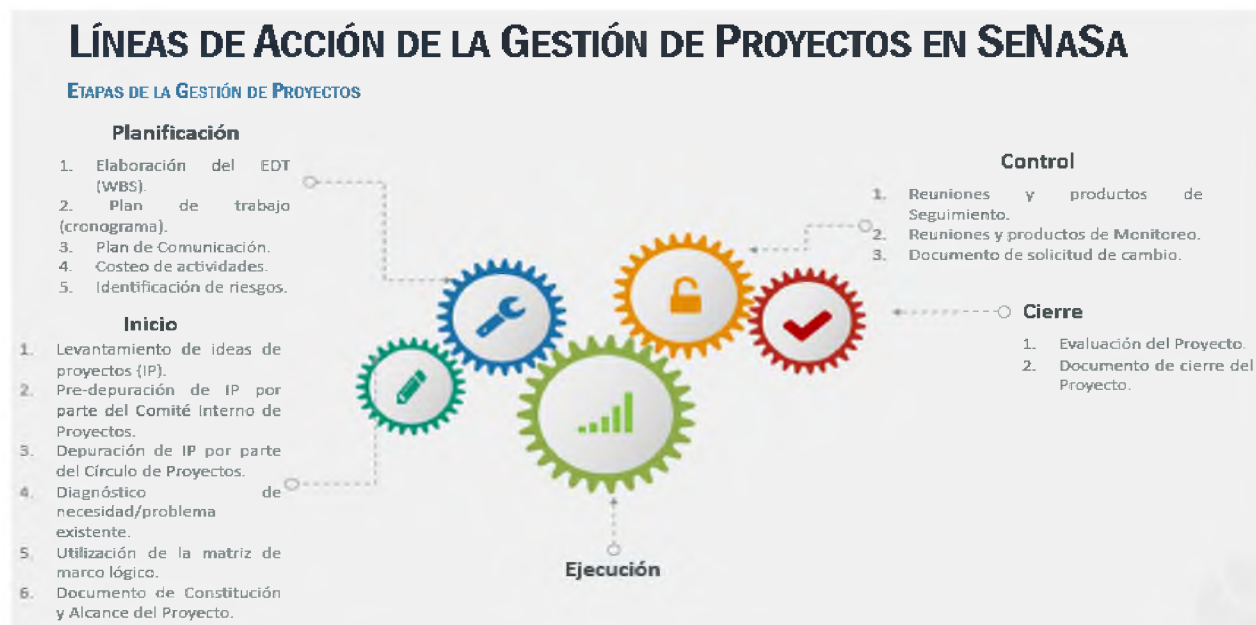 LÍNEAS DE ACCIÓN DE LA GESTIÓN DE PROYECTOS EN SENASA
ETAPAS DE LA GESTIÓN DE PROYECTOS
Planificación
1. Elaboración del EDT
(WBS).
2. Plan de trabajo
(cronograma).
3. Plan de Comunicación.
4. Costeo de actividades.
5. Identificación de riesgos.
Inicio
1. Levantamiento de ideas de
proyectos (IP).
2. Pre-depuración de IP por
parte del Comité Interno de
Proyectos.
3. Depuración de IP por parte
del Círculo de Proyectos.
4. Diagnóstico de
necesidad/problema
existente.
5. Utilización de la matriz de
marco lógico.
6. Documento de Constitución
y Alcance del Proyecto.
Ejecución
Control
1. Reuniones y productos de
Seguimiento.
2. Reuniones y productos de Monitoreo.
3. Documento de solicitud de cambio.
Cierre
1. Evaluación del Proyecto.
2. Documento de cierre del
Proyecto.